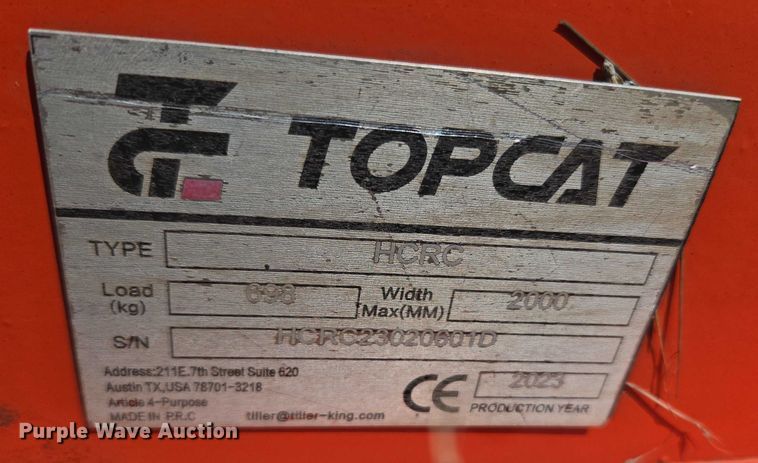 TC TOPCAT
TYPE HCRC
Load (kg) 698 Width Max(MM) 2000
S/N HCRC23020601D
Address:211E.7th Street Suite 620
Austin TX,USA 78701-3218
Article 4-Purpose
MADE IN P.R.C tiller@tiller-king.com
CE 2023
PRODUCTION YEAR
Purple Wave Auction